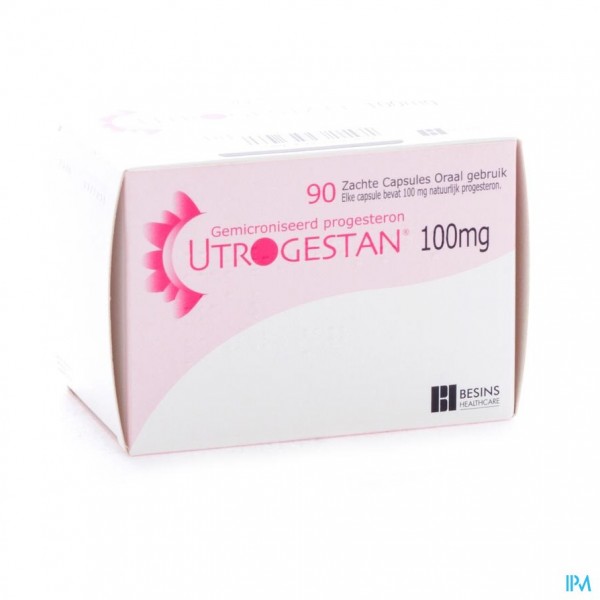 90 Zachte Capsules Oraal gebruik
Elke capsule bevat 100 mg natuurlijk progesteron.
Gemicroniseerd progesteron
UTROGESTAN® 100mg
BESINS
HEALTHCARE
IPM